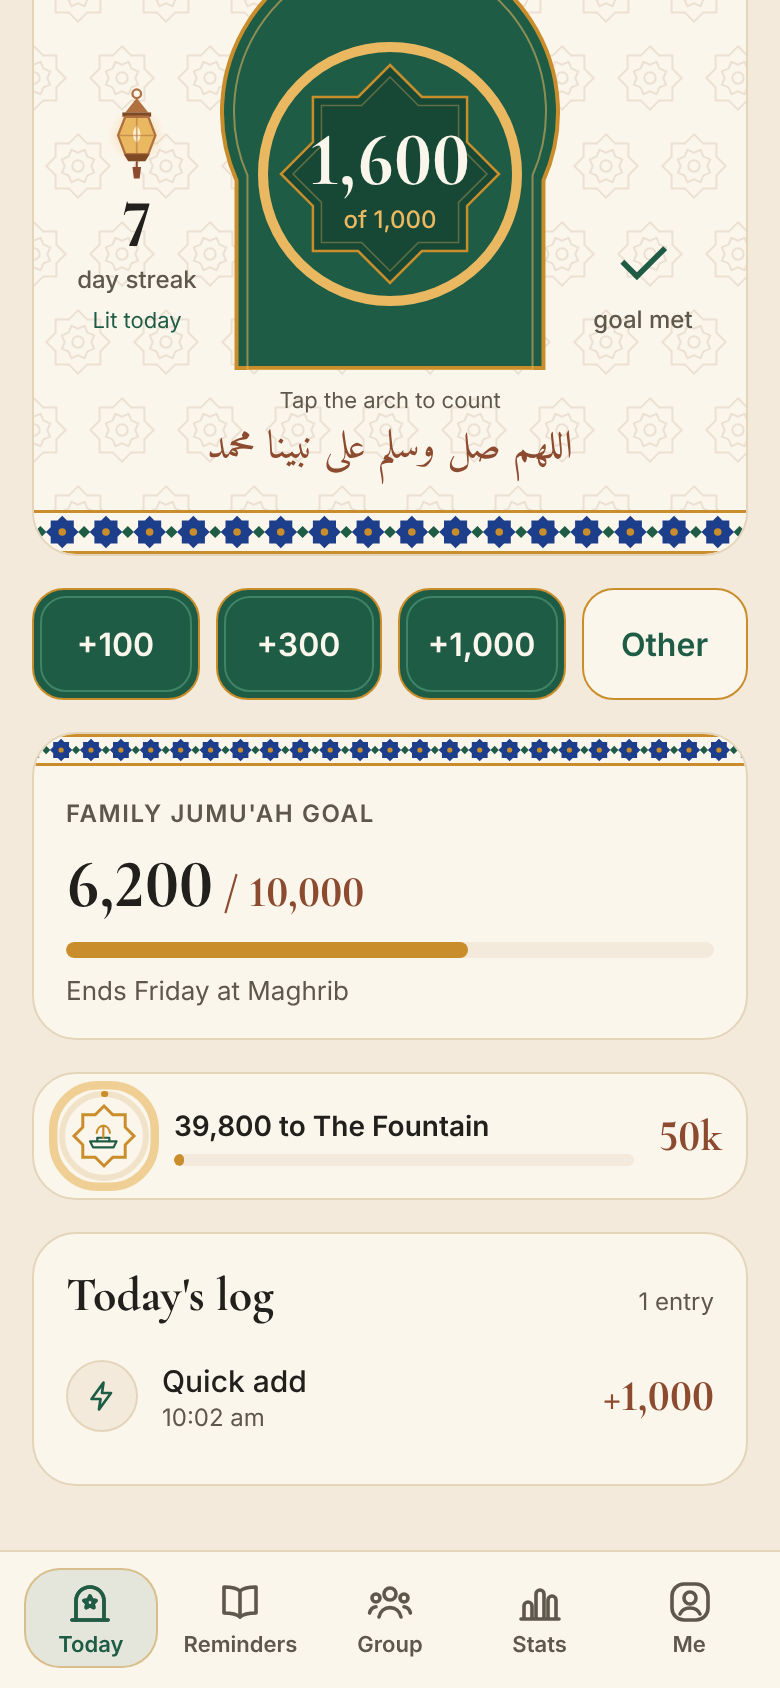 1,600
of 1,000
7
day streak
Lit today
goal met
Tap the arch to count
اللهم صل وسلم على نبينا محمد
+100
+300
+1,000
Other
FAMILY JUMU'AH GOAL
6,200 / 10,000
Ends Friday at Maghrib
39,800 to The Fountain
50k
Today's log
1 entry
Quick add
10:02 am
+1,000
Today
Reminders
Group
Stats
Me